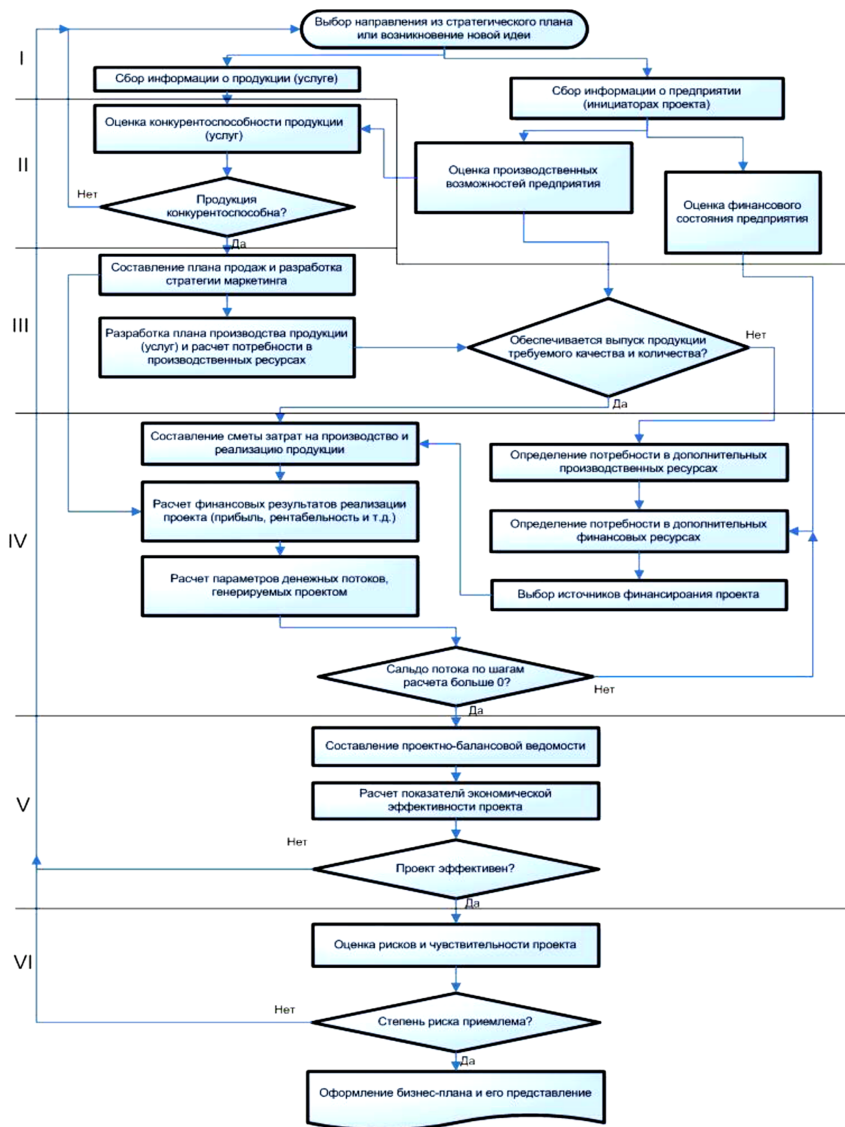 Выбор направления из стратегического плана
или возникновение новой идеи
I
Сбор информации о продукции (услуге)
Сбор информации о предприятии
(инициаторах проекта)
II
Оценка конкурентоспособности продукции
(услуг)
Оценка производственных
возможностей предприятия
Оценка финансового
состояния предприятия
Нет
Продукция
конкурентоспособна?
Да
III
Составление плана продаж и разработка
стратегии маркетинга
Разработка плана производства продукции
(услуг) и расчет потребности в
производственных ресурсах
Обеспечивается выпуск продукции
требуемого качества и количества?
Нет
Да
IV
Составление сметы затрат на производство и
реализацию продукции
Определение потребности в дополнительных
производственных ресурсах
Расчет финансовых результатов реализации
проекта (прибыль, рентабельность и т.д.)
Определение потребности в дополнительных
финансовых ресурсах
Расчет параметров денежных потоков,
генерируемых проектом
Выбор источников финансироания проекта
Сальдо потока по шагам
расчета больше 0?
Нет
Да
V
Составление проектно-балансовой ведомости
Расчет показателй экономической
эффективности проекта
Нет
Проект эффективен?
Да
VI
Оценка рисков и чувствительности проекта
Нет
Степень риска приемлема?
Да
Оформление бизнес-плана и его представление